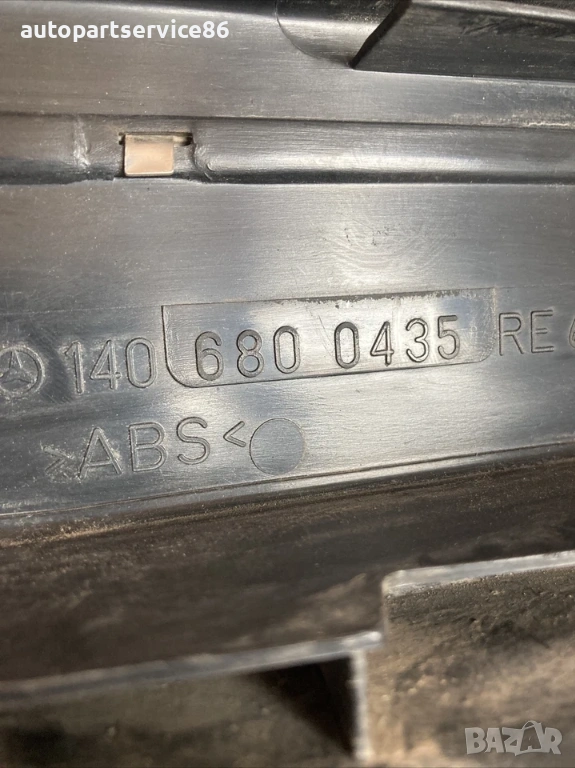 autopartservice86
140 680 0435 RE
>ABS<
BAZAR